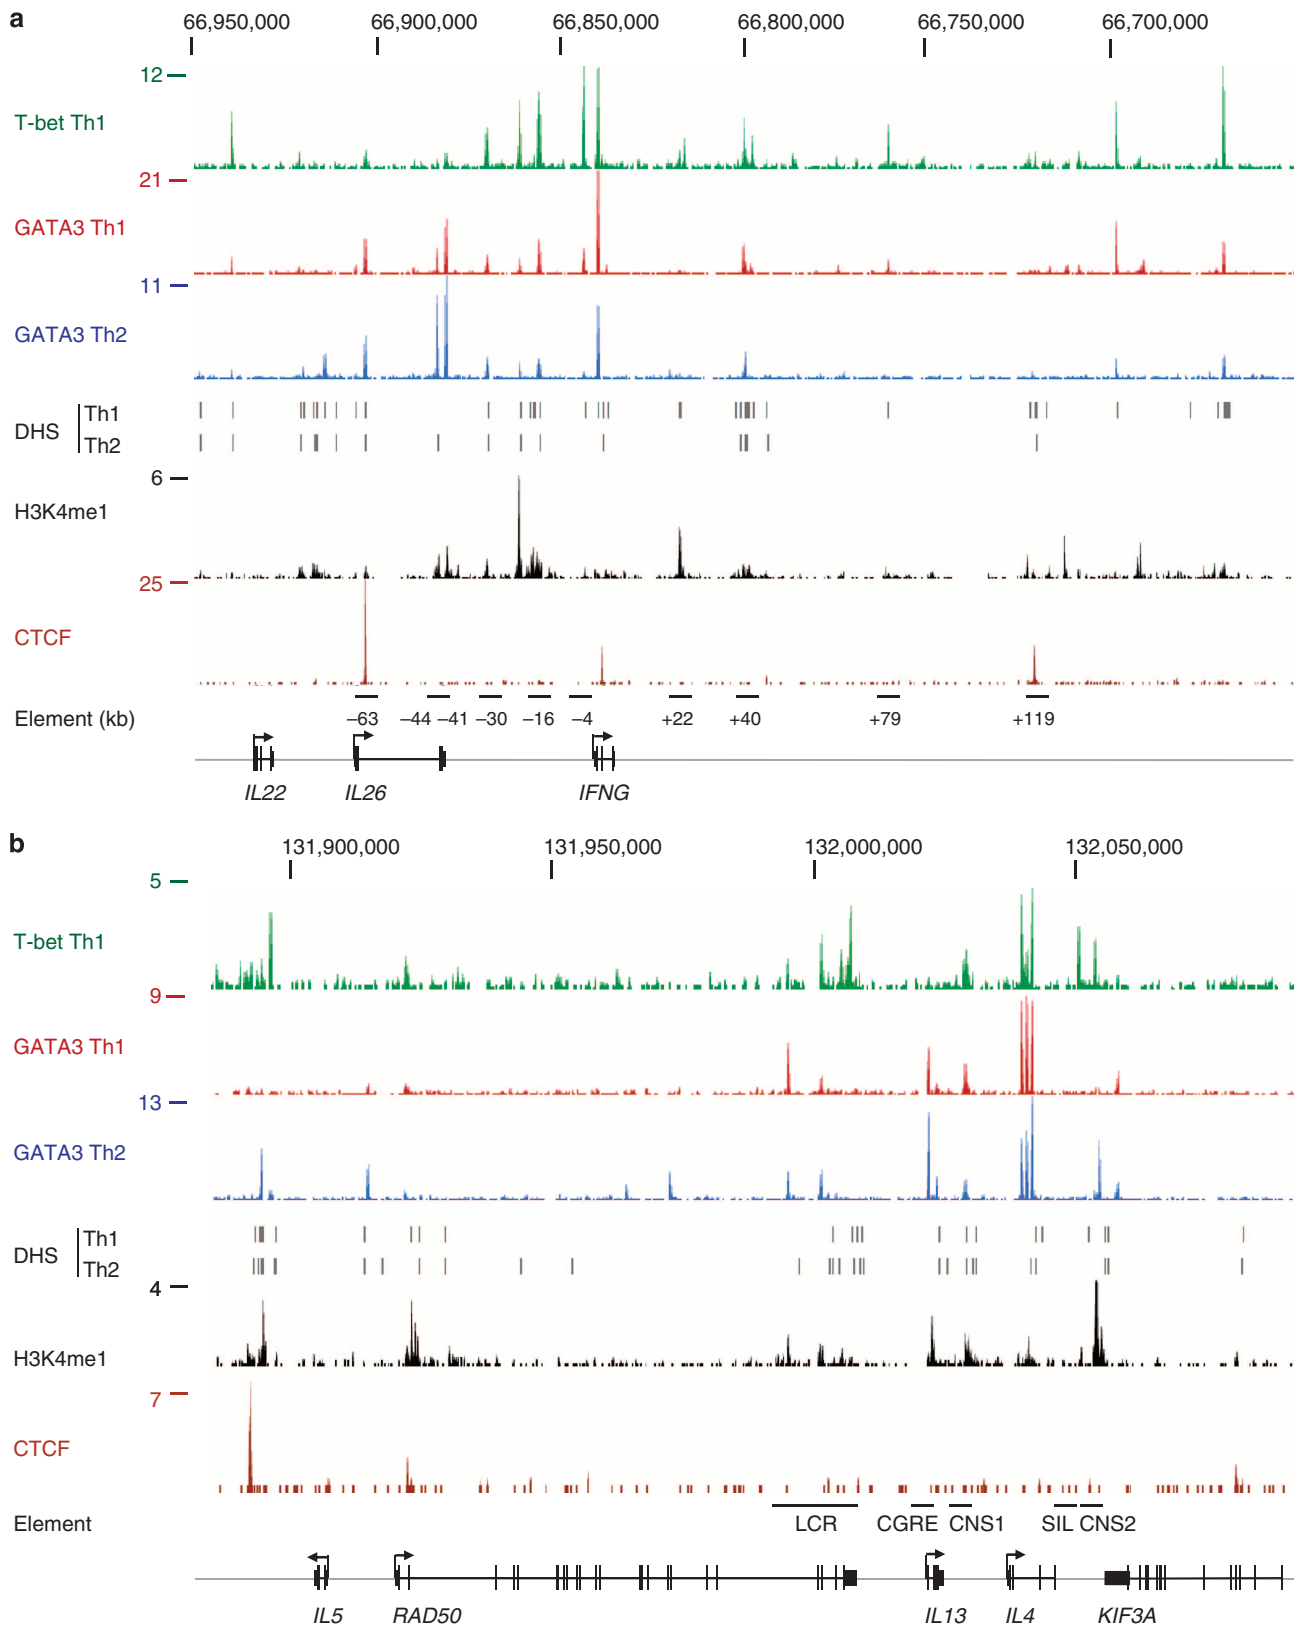 a
66,950,000 66,900,000 66,850,000 66,800,000 66,750,000 66,700,000
12
T-bet Th1
21
GATA3 Th1
11
GATA3 Th2
DHS Th1
Th2
6
H3K4me1
25
CTCF
Element (kb) –63 –44 –41 –30 –16 –4 +22 +40 +79 +119
IL22 IL26 IFNG
b
131,900,000 131,950,000 132,000,000 132,050,000
5
T-bet Th1
9
GATA3 Th1
13
GATA3 Th2
DHS Th1
Th2
4
H3K4me1
7
CTCF
Element LCR CGRE CNS1 SIL CNS2
IL5 RAD50 IL13 IL4 KIF3A